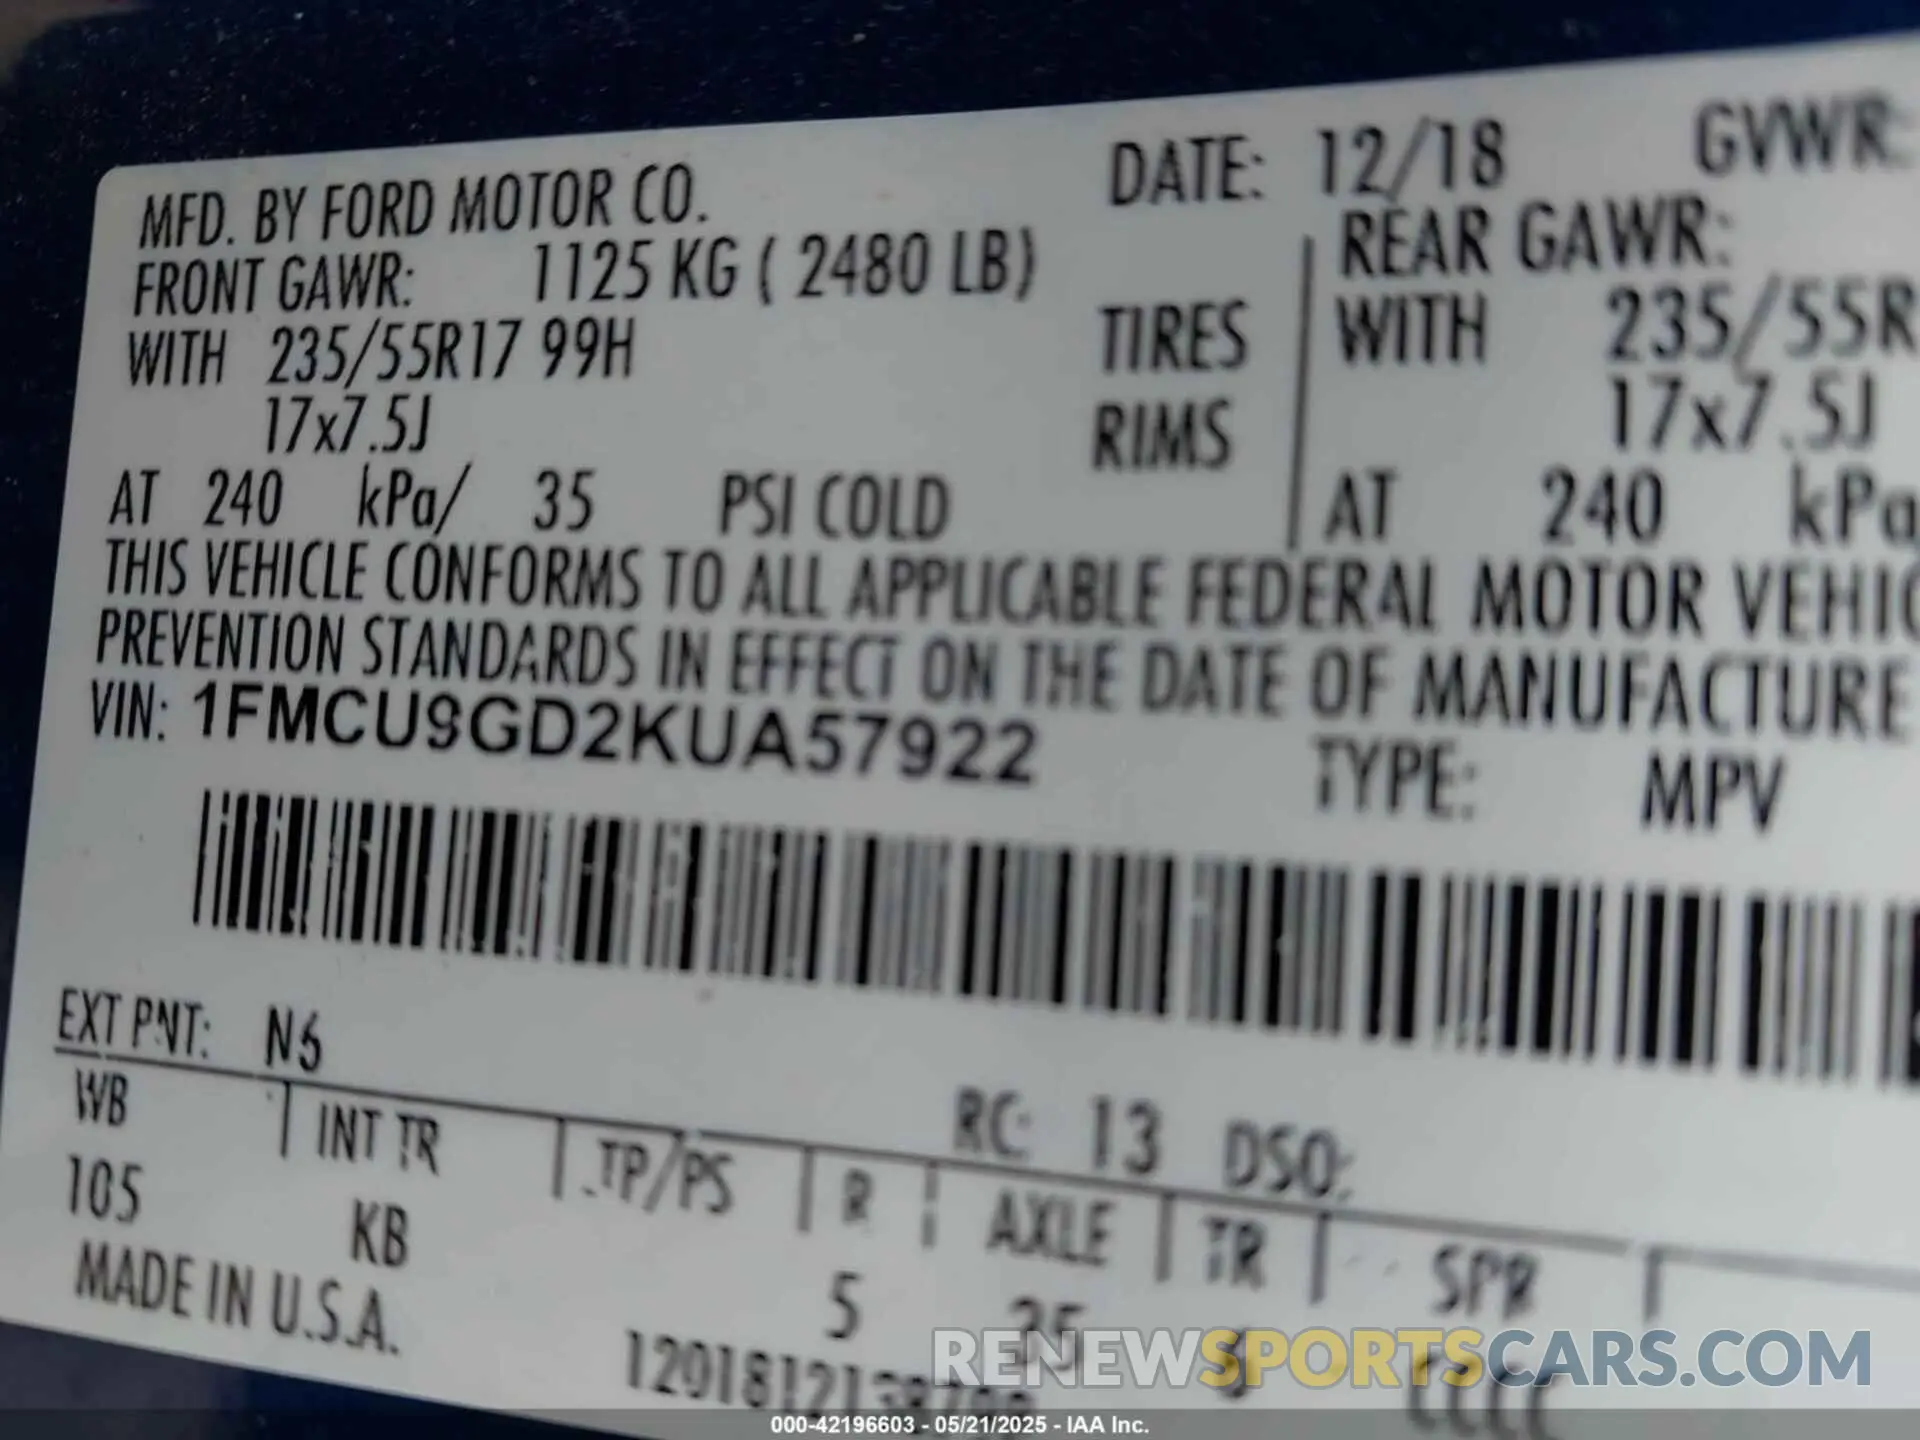 MFD. BY FORD MOTOR CO. DATE: 12/18 GVWR:
FRONT GAWR: 1125 KG ( 2480 LB) REAR GAWR:
WITH 235/55R17 99H TIRES WITH 235/55R
17x7.5J RIMS 17x7.5J
AT 240 kPa/ 35 PSI COLD AT 240 kPa
THIS VEHICLE CONFORMS TO ALL APPLICABLE FEDERAL MOTOR VEHIC
PREVENTION STANDARDS IN EFFECT ON THE DATE OF MANUFACTURE
VIN: 1FMCU9GD2KUA57922 TYPE: MPV
EXT PNT: N6 RC: 13 DSO:
WB INT TR TP/PS R AXLE TR SPR
105 KB 5 35
MADE IN U.S.A.
RENEWSPORTSCARS.COM
000-42196603 - 05/21/2025 - IAA Inc.